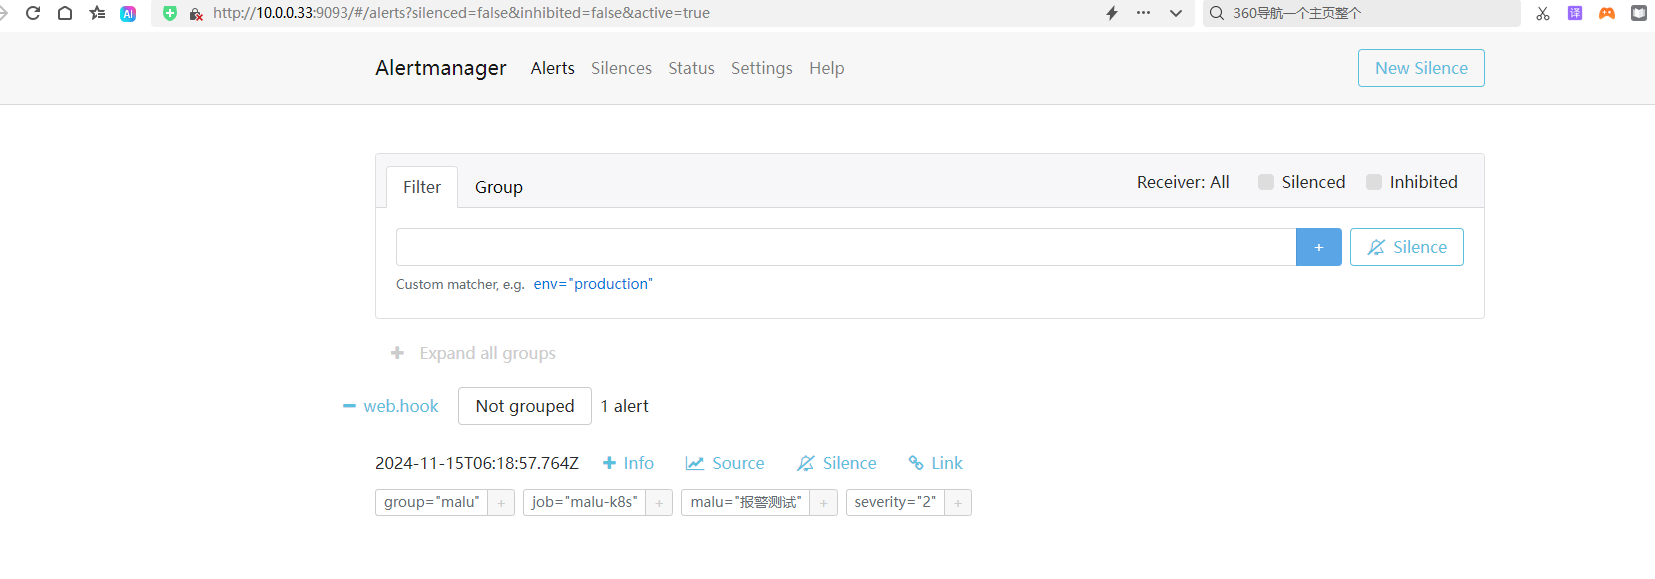 http://10.0.0.33:9093/#/alerts?silenced=false&inhibited=false&active=true
360导航一个主页整个
译
AI
Alertmanager Alerts Silences Status Settings Help New Silence
Filter Group Receiver: All Silenced Inhibited
+ Silence
Custom matcher, e.g. env="production"
+ Expand all groups
− web.hook Not grouped 1 alert
2024-11-15T06:18:57.764Z + Info Source Silence Link
group="malu" + job="malu-k8s" + malu="报警测试" + severity="2" +